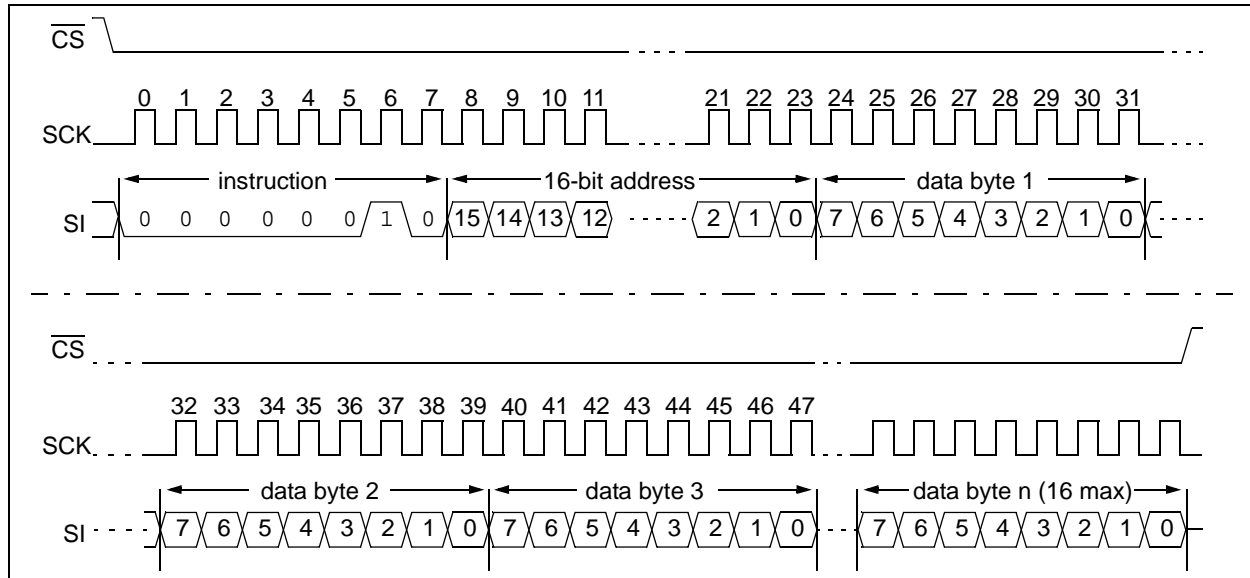 CS
0 1 2 3 4 5 6 7 8 9 10 11 21 22 23 24 25 26 27 28 29 30 31
SCK
instruction 16-bit address data byte 1
SI 0 0 0 0 0 0 1 0 15 14 13 12 2 1 0 7 6 5 4 3 2 1 0
CS
32 33 34 35 36 37 38 39 40 41 42 43 44 45 46 47
SCK
data byte 2 data byte 3 data byte n (16 max)
SI 7 6 5 4 3 2 1 0 7 6 5 4 3 2 1 0 7 6 5 4 3 2 1 0